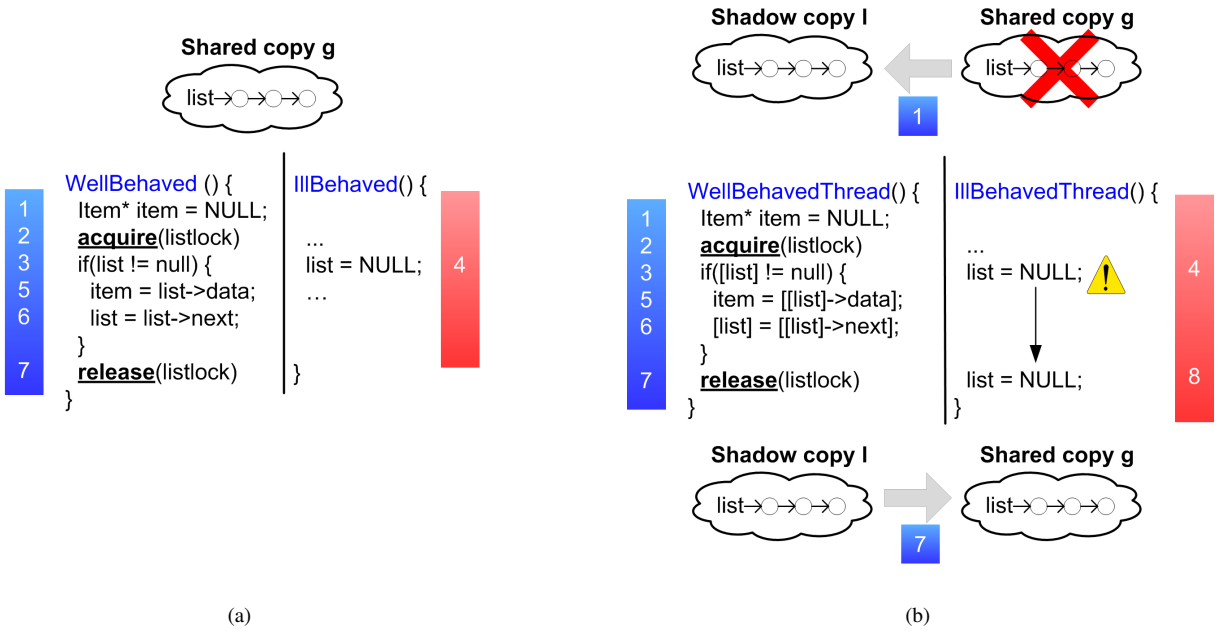 Shared copy g
list
1
2
3
5
6
7
WellBehaved () {
Item* item = NULL;
acquire(listlock)
if(list != null) {
item = list->data;
list = list->next;
}
release(listlock)
}
IllBehaved() {
...
list = NULL;
…
}
4
(a)
Shadow copy l
list
Shared copy g
list
1
1
2
3
5
6
7
WellBehavedThread() {
Item* item = NULL;
acquire(listlock)
if([list] != null) {
item = [[list]->data];
[list] = [[list]->next];
}
release(listlock)
}
IllBehavedThread() {
...
list = NULL;
!
list = NULL;
}
4
8
Shadow copy l
list
Shared copy g
list
7
(b)